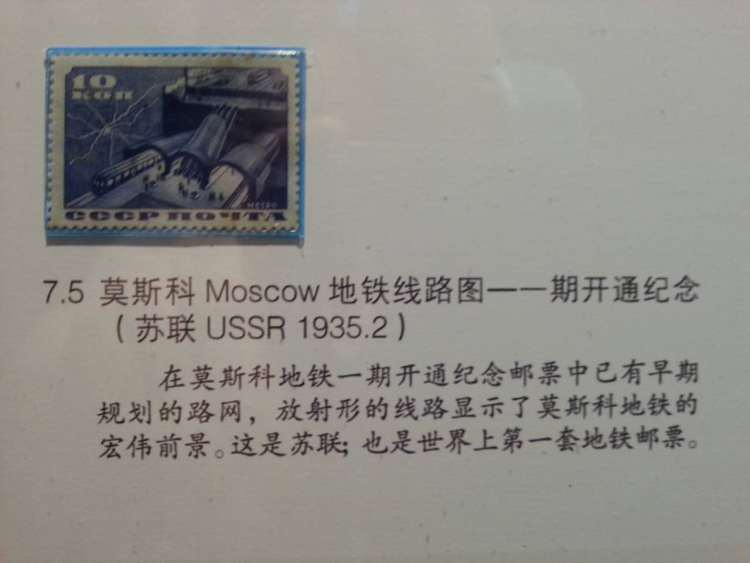 10
КОП
МЕТРО
СССР ПОЧТА
7.5 莫斯科 Moscow 地铁线路图——一期开通纪念
（苏联 USSR 1935.2）
在莫斯科地铁一期开通纪念邮票中已有早期
规划的路网，放射形的线路显示了莫斯科地铁的
宏伟前景。这是苏联；也是世界上第一套地铁邮票。